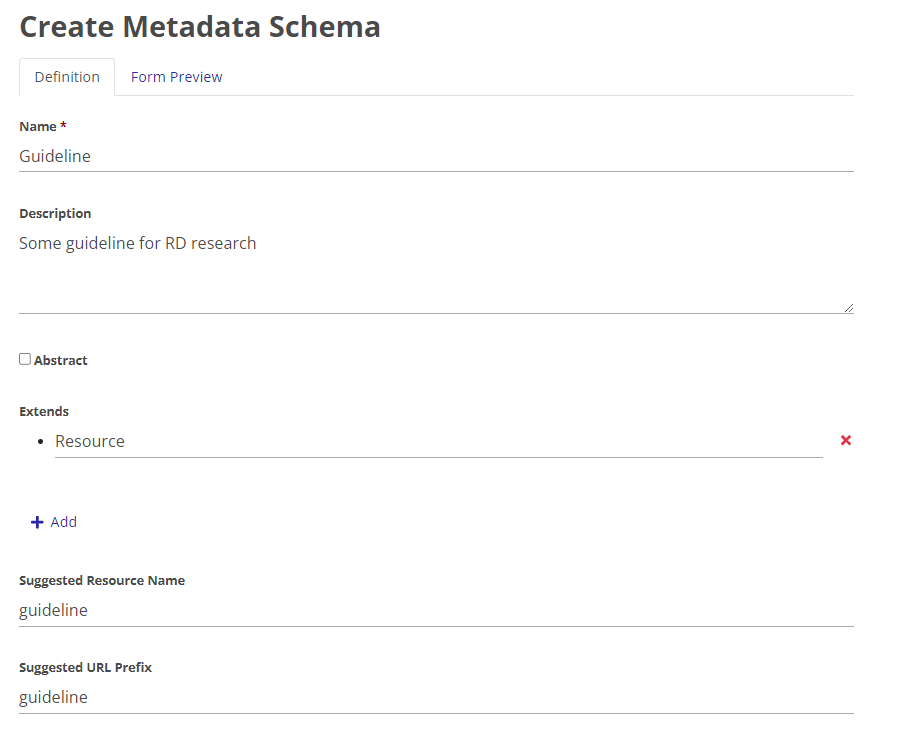 Create Metadata Schema
Definition Form Preview
Name *
Guideline
Description
Some guideline for RD research
Abstract
Extends
Resource
Add
Suggested Resource Name
guideline
Suggested URL Prefix
guideline